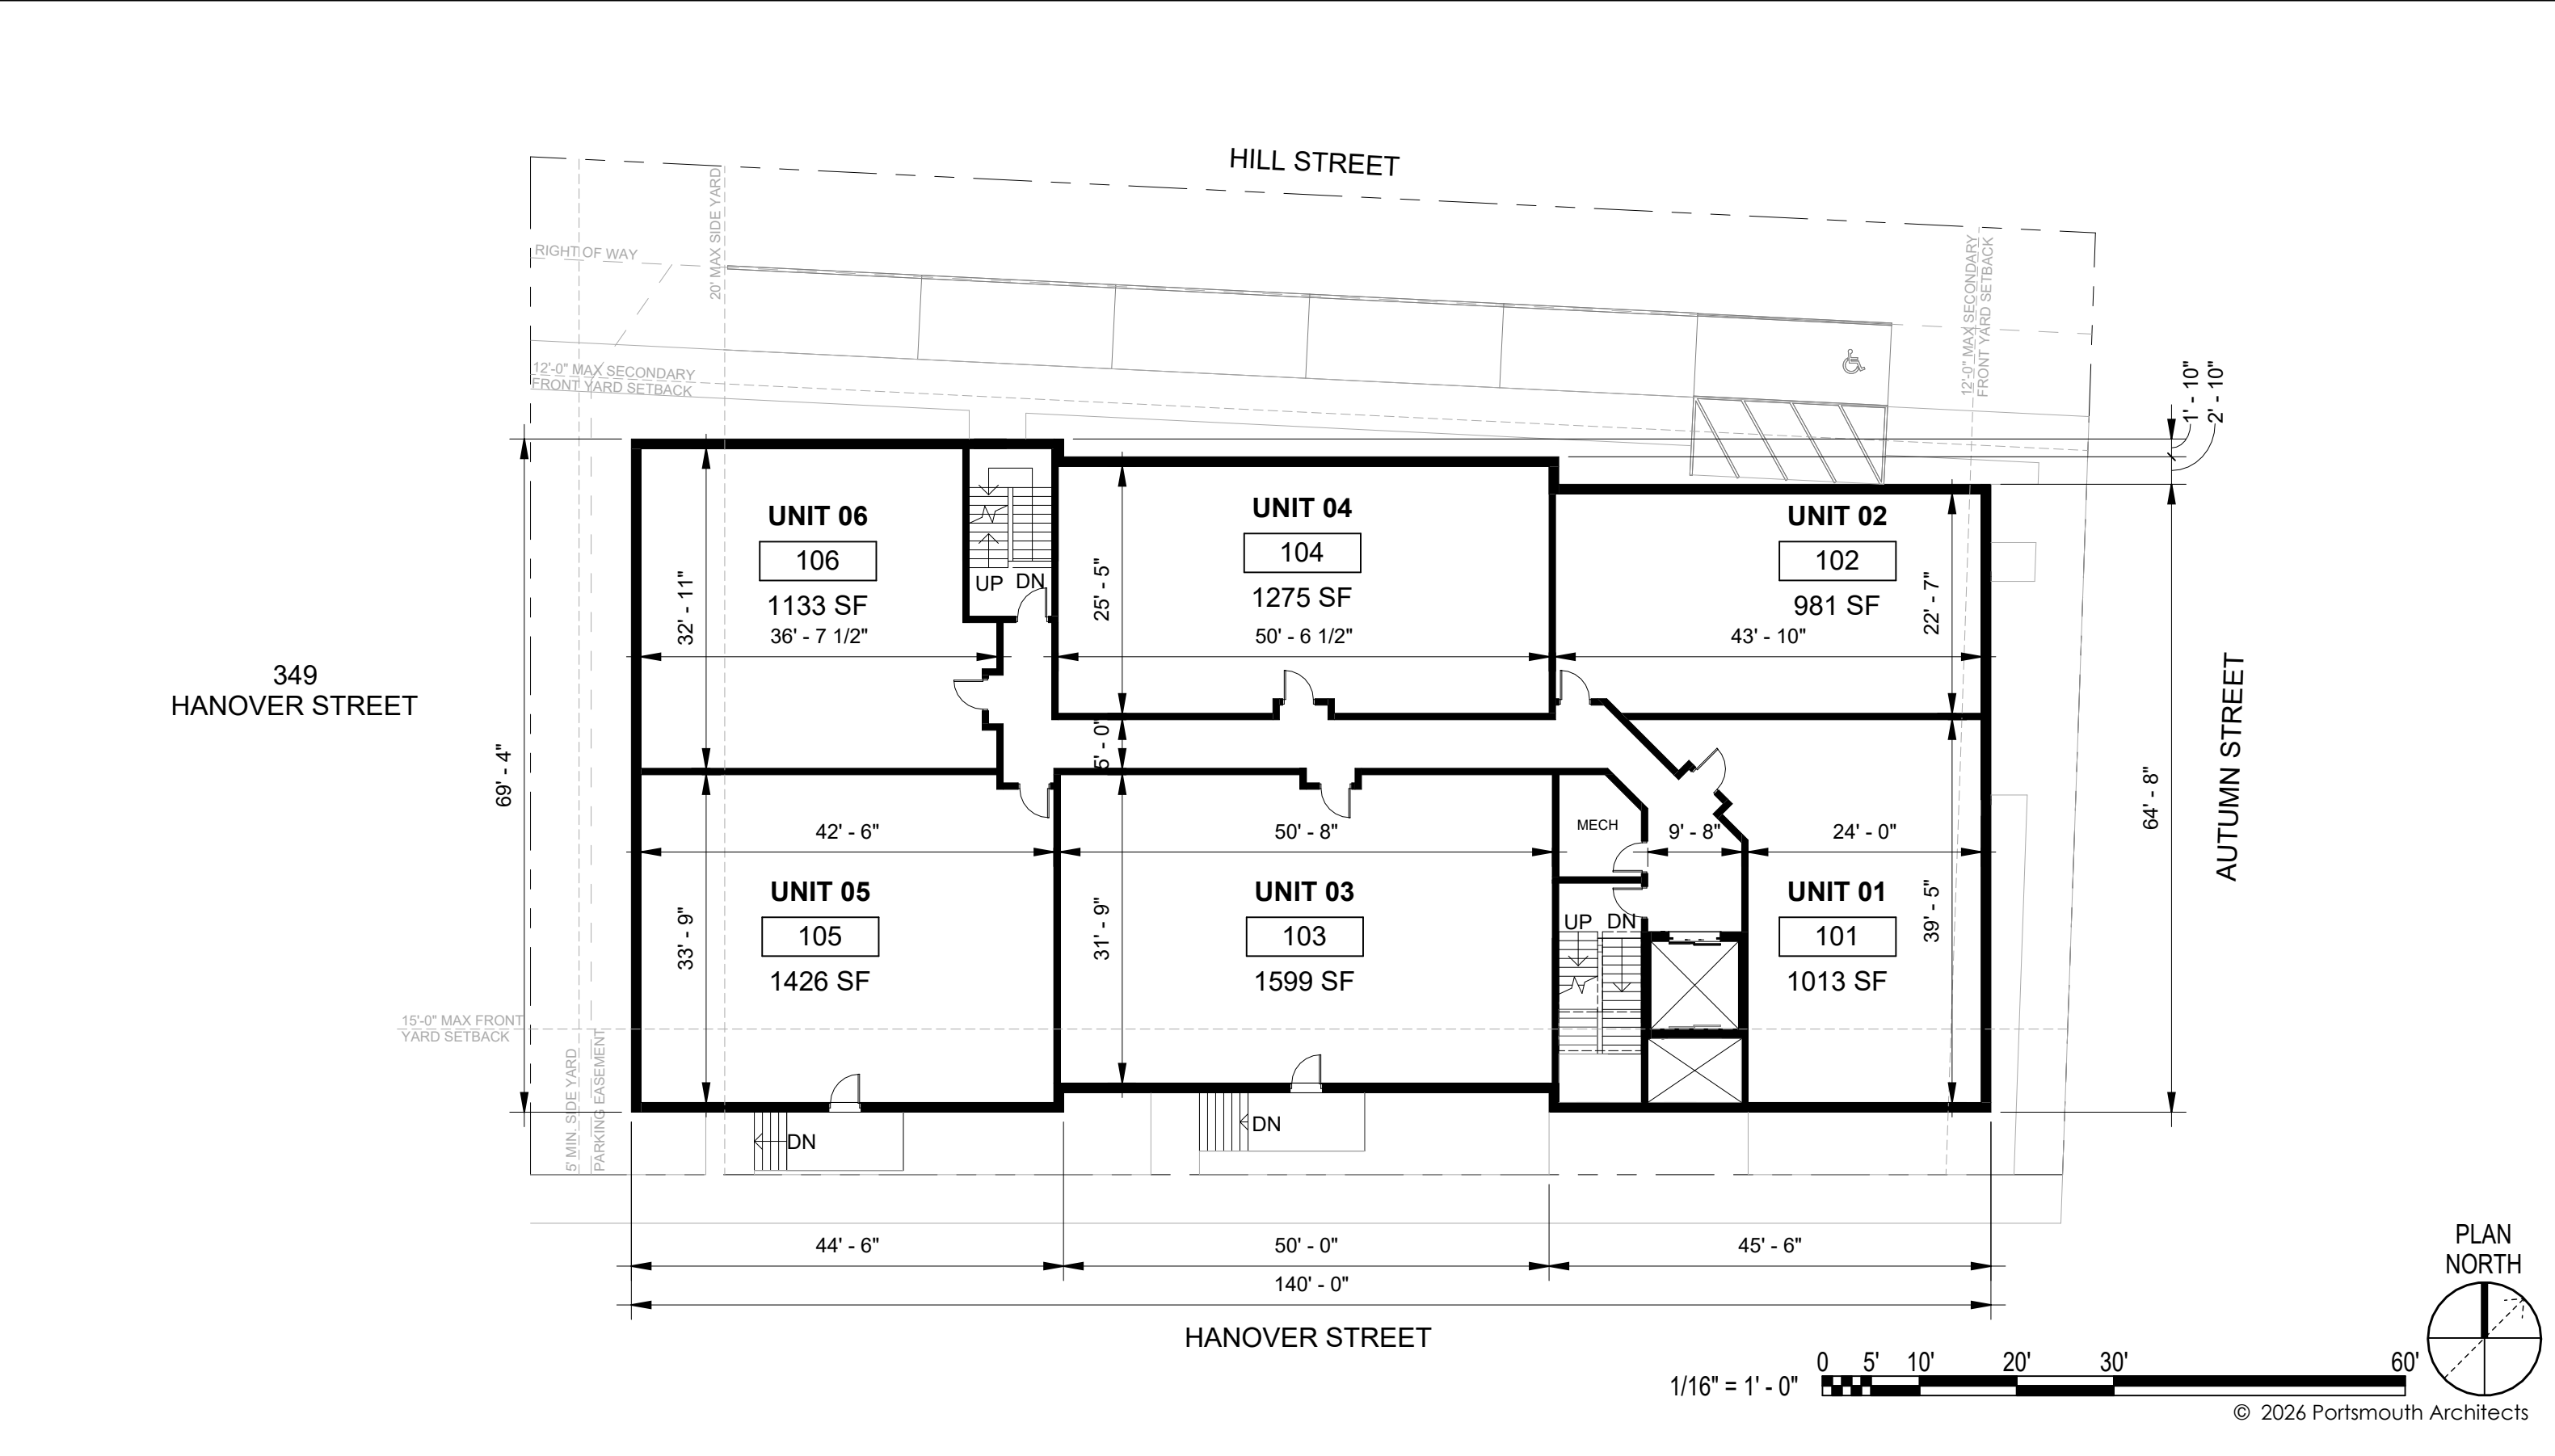 HILL STREET
RIGHT OF WAY
20' MAX SIDE YARD
12'-0" MAX SECONDARY
FRONT YARD SETBACK
12'-0" MAX SECONDARY
FRONT YARD SETBACK
1' - 10"
2' - 10"
UNIT 06
106
1133 SF
36' - 7 1/2"
32' - 11"
UP
DN
UNIT 04
104
1275 SF
50' - 6 1/2"
25' - 5"
UNIT 02
102
981 SF
43' - 10"
22' - 7"
349
HANOVER STREET
69' - 4"
5' - 0"
AUTUMN STREET
64' - 8"
42' - 6"
UNIT 05
105
1426 SF
33' - 9"
50' - 8"
UNIT 03
103
1599 SF
31' - 9"
MECH
9' - 8"
UP
DN
24' - 0"
UNIT 01
101
1013 SF
39' - 5"
15'-0" MAX FRONT
YARD SETBACK
5' MIN. SIDE YARD
PARKING EASEMENT
DN
DN
44' - 6"
50' - 0"
45' - 6"
140' - 0"
HANOVER STREET
PLAN
NORTH
0 5' 10' 20' 30' 60'
1/16" = 1' - 0"
© 2026 Portsmouth Architects